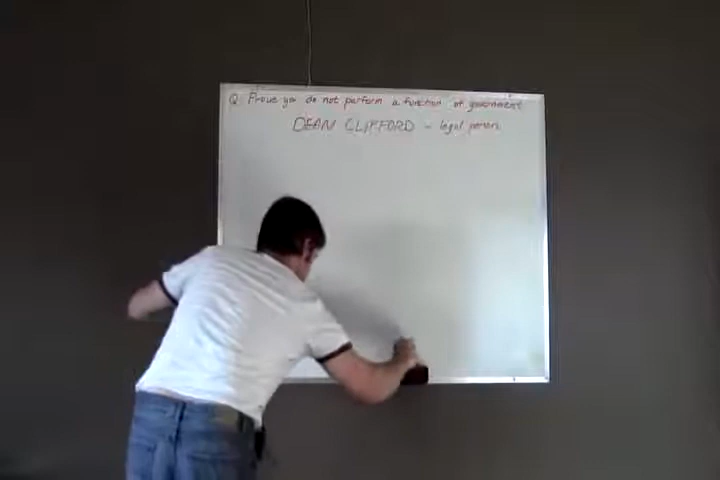 Q Prove you do not perform a function of government
DEAN CLIFFORD - legal person